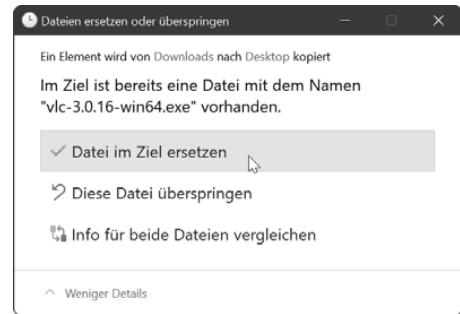 Dateien ersetzen oder überspringen
Ein Element wird von Downloads nach Desktop kopiert
Im Ziel ist bereits eine Datei mit dem Namen
"vlc-3.0.16-win64.exe" vorhanden.
Datei im Ziel ersetzen
Diese Datei überspringen
Info für beide Dateien vergleichen
Weniger Details